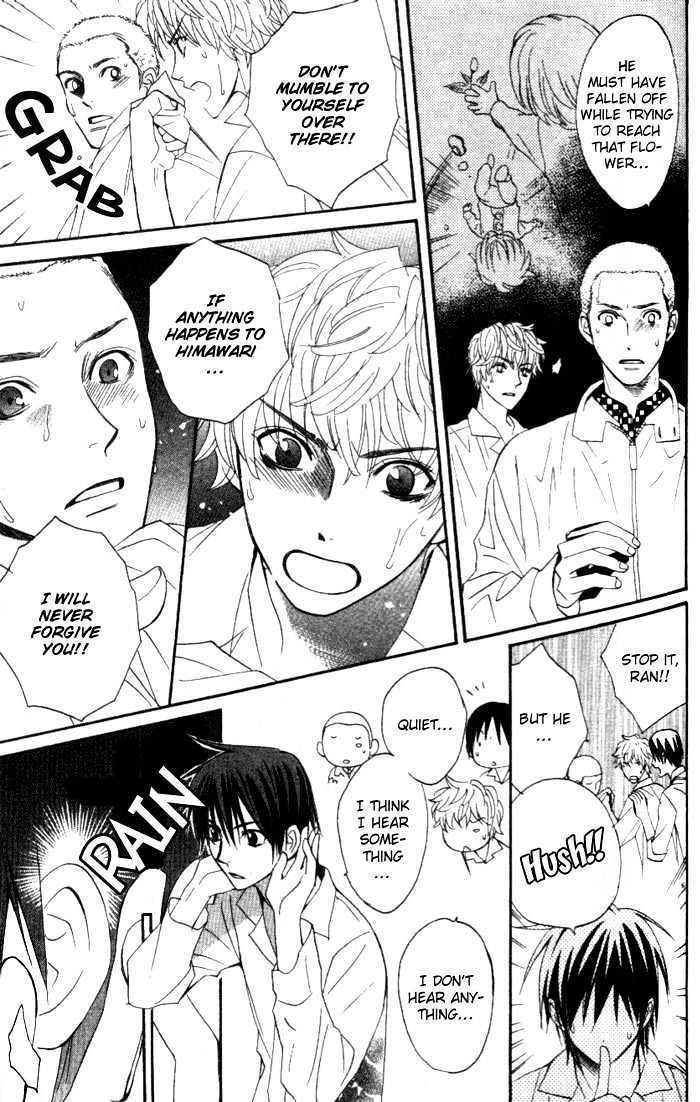 HE
MUST HAVE
FALLEN OFF
WHILE TRYING
TO REACH
THAT FLO-
WER...
DON'T
MUMBLE TO
YOURSELF
OVER
THERE!!
GRAB
IF
ANYTHING
HAPPENS TO
HIMAWARI
...
I WILL
NEVER
FORGIVE
YOU!!
STOP IT,
RAN!!
BUT HE
...
Hush!!
QUIET...
I THINK
I HEAR
SOME-
THING
...
I DON'T
HEAR ANY-
THING...
RAIN